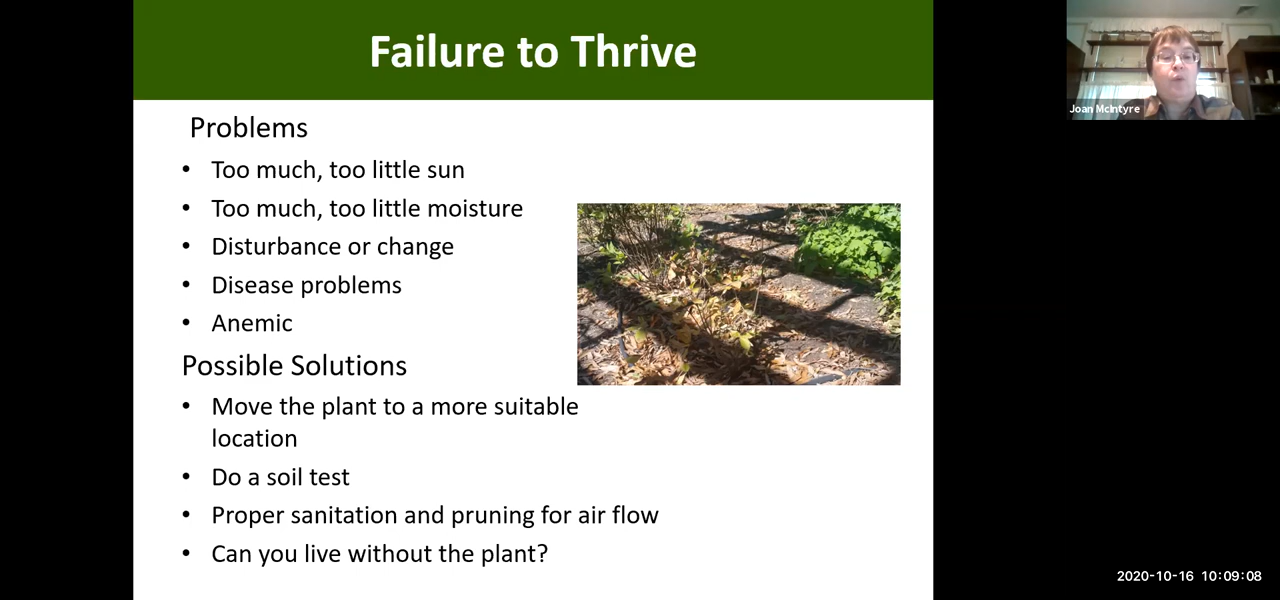 Failure to Thrive
Problems
• Too much, too little sun
• Too much, too little moisture
• Disturbance or change
• Disease problems
• Anemic
Possible Solutions
• Move the plant to a more suitable
location
• Do a soil test
• Proper sanitation and pruning for air flow
• Can you live without the plant?
Joan McIntyre
2020-10-16 10:09:08